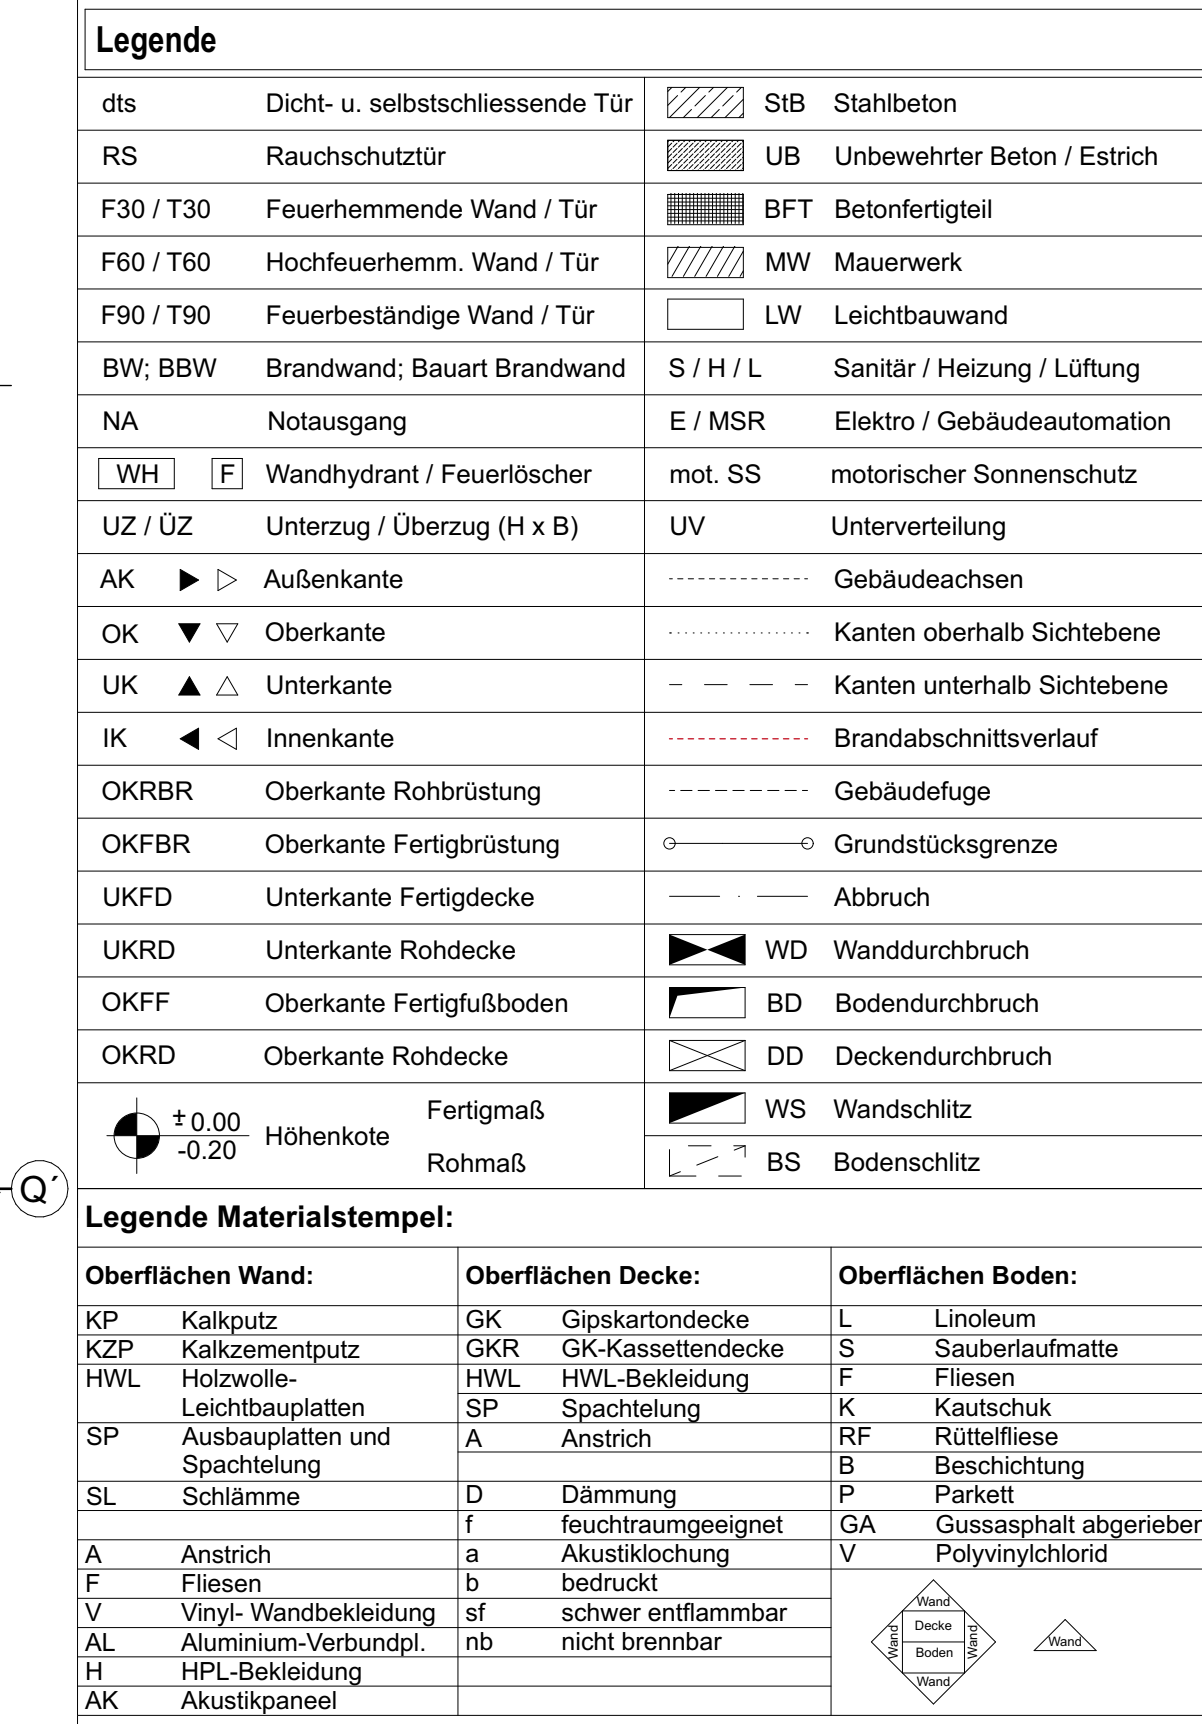 Legende
dts Dicht- u. selbstschliessende Tür StB Stahlbeton
RS Rauchschutztür UB Unbewehrter Beton / Estrich
F30 / T30 Feuerhemmende Wand / Tür BFT Betonfertigteil
F60 / T60 Hochfeuerhemm. Wand / Tür MW Mauerwerk
F90 / T90 Feuerbeständige Wand / Tür LW Leichtbauwand
BW; BBW Brandwand; Bauart Brandwand S / H / L Sanitär / Heizung / Lüftung
NA Notausgang E / MSR Elektro / Gebäudeautomation
WH F Wandhydrant / Feuerlöscher mot. SS motorischer Sonnenschutz
UZ / ÜZ Unterzug / Überzug (H x B) UV Unterverteilung
AK Außenkante Gebäudeachsen
OK Oberkante Kanten oberhalb Sichtebene
UK Unterkante Kanten unterhalb Sichtebene
IK Innenkante Brandabschnittsverlauf
OKRBR Oberkante Rohbrüstung Gebäudefuge
OKFBR Oberkante Fertigbrüstung Grundstücksgrenze
UKFD Unterkante Fertigdecke Abbruch
UKRD Unterkante Rohdecke WD Wanddurchbruch
OKFF Oberkante Fertigfußboden BD Bodendurchbruch
OKRD Oberkante Rohdecke DD Deckendurchbruch
± 0.00 Fertigmaß WS Wandschlitz
Höhenkote
-0.20 Rohmaß BS Bodenschlitz
Q´
Legende Materialstempel:
Oberflächen Wand: Oberflächen Decke: Oberflächen Boden:
KP Kalkputz GK Gipskartondecke L Linoleum
KZP Kalkzementputz GKR GK-Kassettendecke S Sauberlaufmatte
HWL Holzwolle- HWL HWL-Bekleidung F Fliesen
Leichtbauplatten SP Spachtelung K Kautschuk
SP Ausbauplatten und A Anstrich RF Rüttelfliese
Spachtelung B Beschichtung
SL Schlämme D Dämmung P Parkett
f feuchtraumgeeignet GA Gussasphalt abgerieben
A Anstrich a Akustiklochung V Polyvinylchlorid
F Fliesen b bedruckt
V Vinyl- Wandbekleidung sf schwer entflammbar
AL Aluminium-Verbundpl. nb nicht brennbar
H HPL-Bekleidung
AK Akustikpaneel
Wand
Wand Decke Wand Wand
Boden
Wand